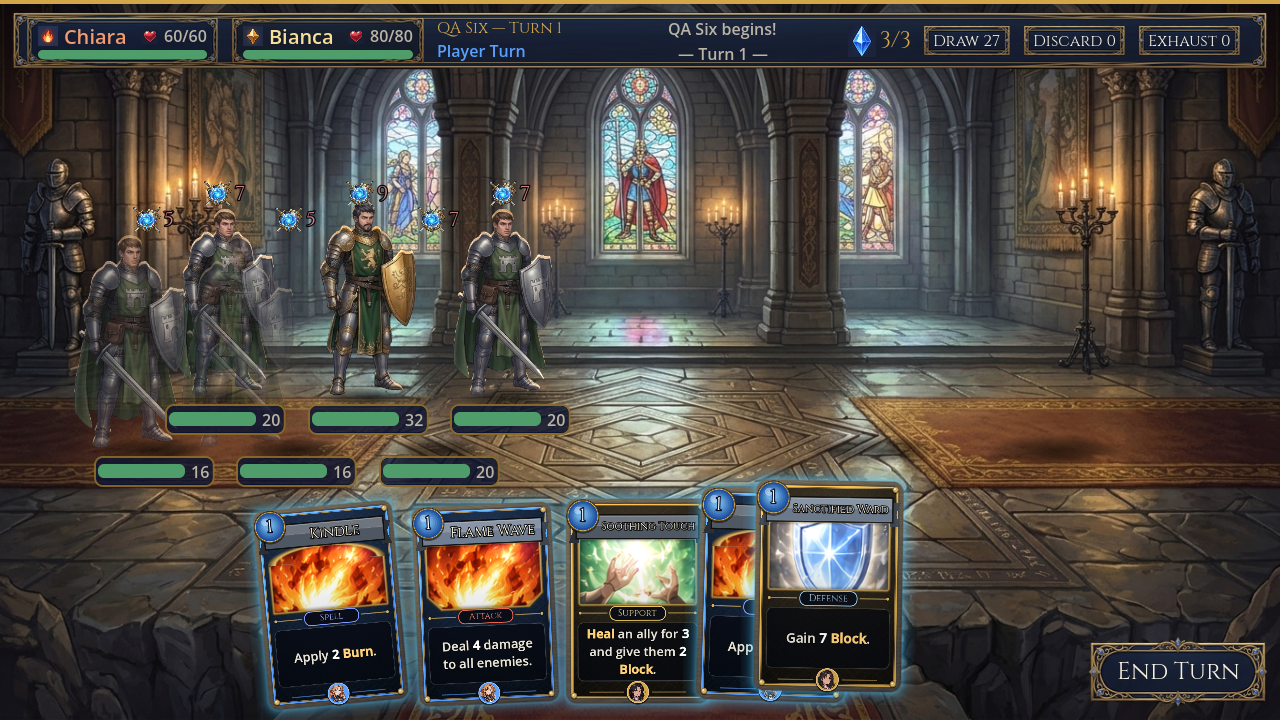 Chiara 60/60
Bianca 80/80
QA Six — Turn 1
Player Turn
QA Six begins!
— Turn 1 —
3/3
Draw 27
Discard 0
Exhaust 0
7
9
7
5
5
7
20
32
20
16
16
20
1
Kindle
Spell
Apply 2 Burn.
1
Flame Wave
Attack
Deal 4 damage
to all enemies.
1
Soothing Touch
Support
Heal an ally for 3
and give them 2
Block.
1
App
1
Sanctified Ward
Defense
Gain 7 Block.
End Turn